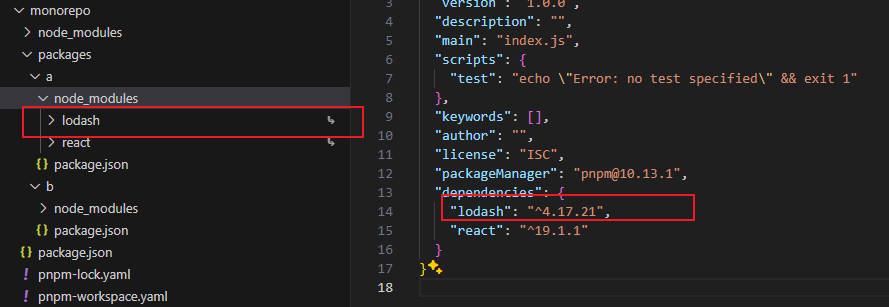 monorepo
node_modules
packages
a
node_modules
lodash
react
package.json
b
node_modules
package.json
package.json
pnpm-lock.yaml
pnpm-workspace.yaml
3 "version": "1.0.0",
4 "description": "",
5 "main": "index.js",
6 "scripts": {
7 "test": "echo \"Error: no test specified\" && exit 1"
8 },
9 "keywords": [],
10 "author": "",
11 "license": "ISC",
12 "packageManager": "pnpm@10.13.1",
13 "dependencies": {
14 "lodash": "^4.17.21",
15 "react": "^19.1.1"
16 }
17 }
18